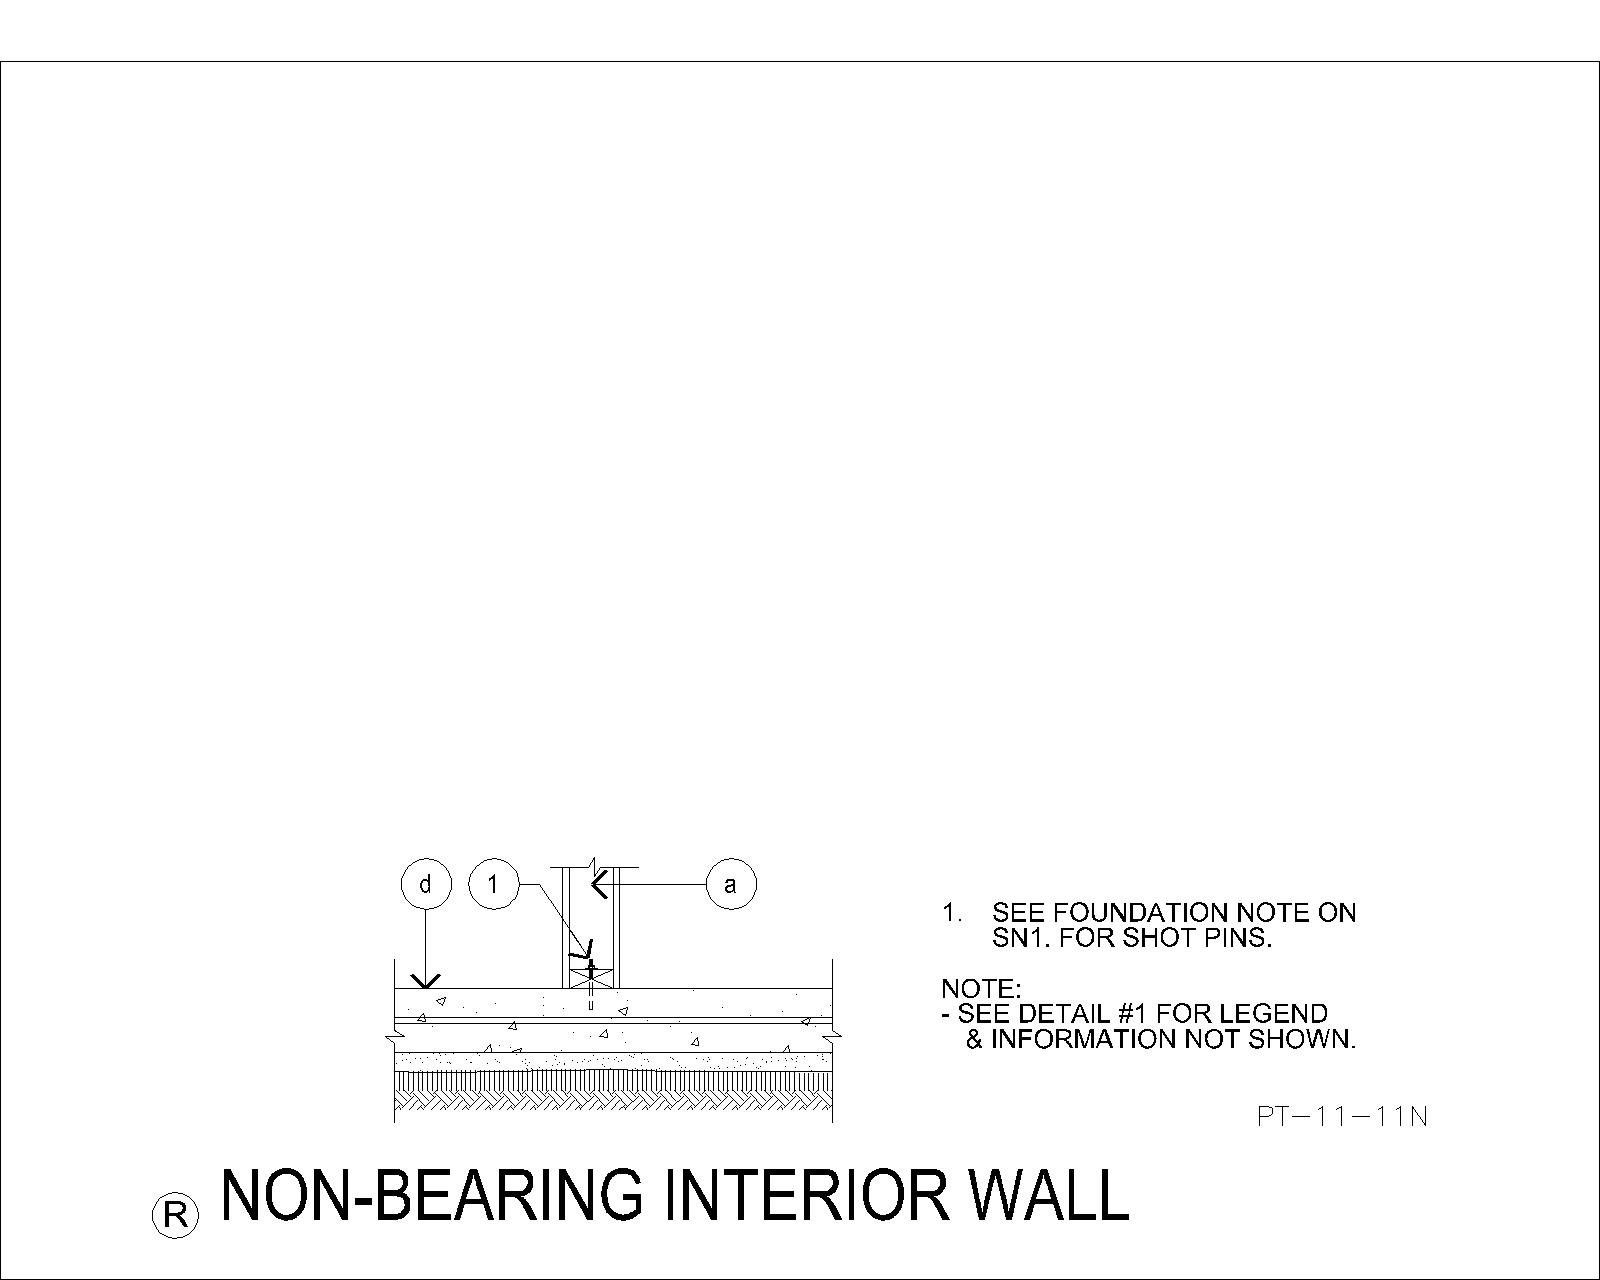 d 1 a
1. SEE FOUNDATION NOTE ON
SN1. FOR SHOT PINS.
NOTE:
- SEE DETAIL #1 FOR LEGEND
& INFORMATION NOT SHOWN.
PT-11-11N
R NON-BEARING INTERIOR WALL